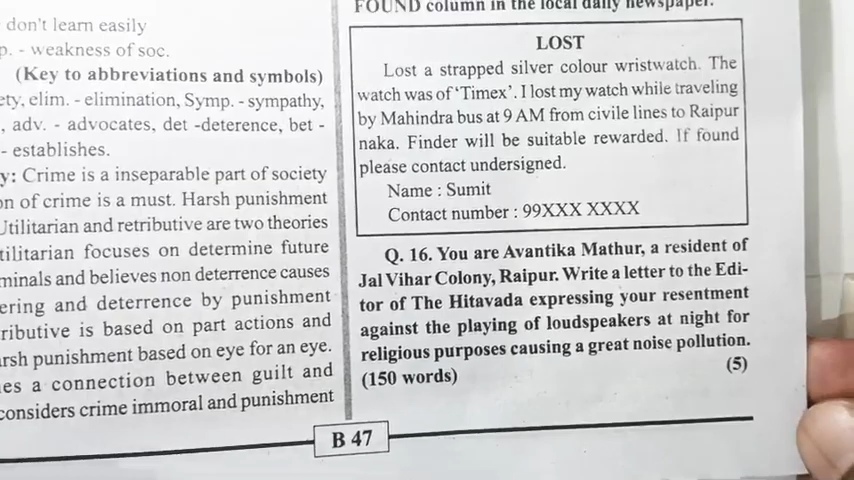 don't learn easily
p. - weakness of soc.
(Key to abbreviations and symbols)
ety, elim. - elimination, Symp. - sympathy,
, adv. - advocates, det -deterence, bet -
- establishes.
y: Crime is a inseparable part of society
on of crime is a must. Harsh punishment
Utilitarian and retributive are two theories
tilitarian focuses on determine future
minals and believes non deterrence causes
ering and deterrence by punishment
ributive is based on part actions and
arsh punishment based on eye for an eye.
es a connection between guilt and
considers crime immoral and punishment
FOUND column in the local daily newspaper.
LOST
Lost a strapped silver colour wristwatch. The
watch was of 'Timex'. I lost my watch while traveling
by Mahindra bus at 9 AM from civile lines to Raipur
naka. Finder will be suitable rewarded. If found
please contact undersigned.
Name : Sumit
Contact number : 99XXX XXXX
Q. 16. You are Avantika Mathur, a resident of
Jal Vihar Colony, Raipur. Write a letter to the Edi-
tor of The Hitavada expressing your resentment
against the playing of loudspeakers at night for
religious purposes causing a great noise pollution.
(150 words) (5)
B 47